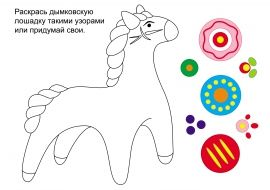 Раскрась дымковскую
лошадку такими узорами
или придумай свои.